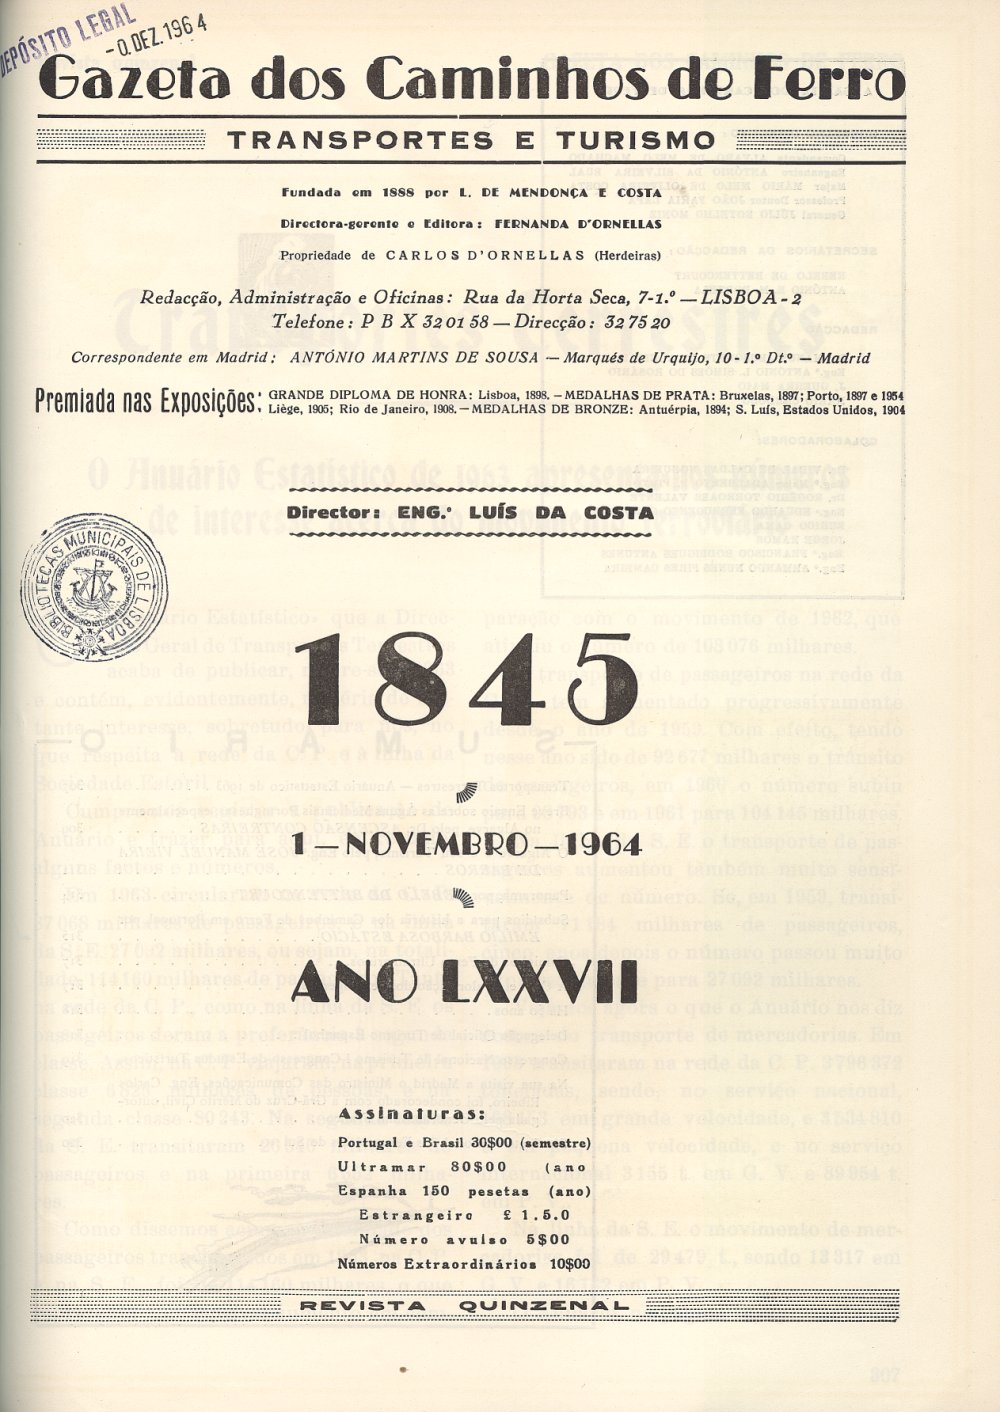 DEPÓSITO LEGAL
DEZ. 1964
Gazeta dos Caminhos de Ferro
TRANSPORTES E TURISMO
Fundada em 1888 por L. DE MENDONÇA E COSTA
Directora-gerente e Editora: FERNANDA D'ORNELLAS
Propriedade de CARLOS D'ORNELLAS (Herdeiras)
Redacção, Administração e Oficinas: Rua da Horta Seca, 7-1.º — LISBOA-2
Telefone: P B X 32 01 58 — Direcção: 32 75 20
Correspondente em Madrid: ANTÓNIO MARTINS DE SOUSA — Marqués de Urquijo, 10-1.º Dt.º — Madrid
Premiada nas Exposições: GRANDE DIPLOMA DE HONRA: Lisboa, 1898. — MEDALHAS DE PRATA: Bruxelas, 1897; Porto, 1897 e 1954
Liège, 1905; Rio de Janeiro, 1908. — MEDALHAS DE BRONZE: Antuérpia, 1894; S. Luís, Estados Unidos, 1904
Director: ENG.º LUÍS DA COSTA
BIBLIOTECAS MUNICIPAIS DE LISBOA
1845
1 — NOVEMBRO — 1964
ANO LXXVII
Assinaturas:
Portugal e Brasil 30$00 (semestre)
Ultramar 80$00 (ano
Espanha 150 pesetas (ano)
Estrangeiro £ 1.5.0
Número avulso 5$00
Números Extraordinários 10$00
REVISTA QUINZENAL